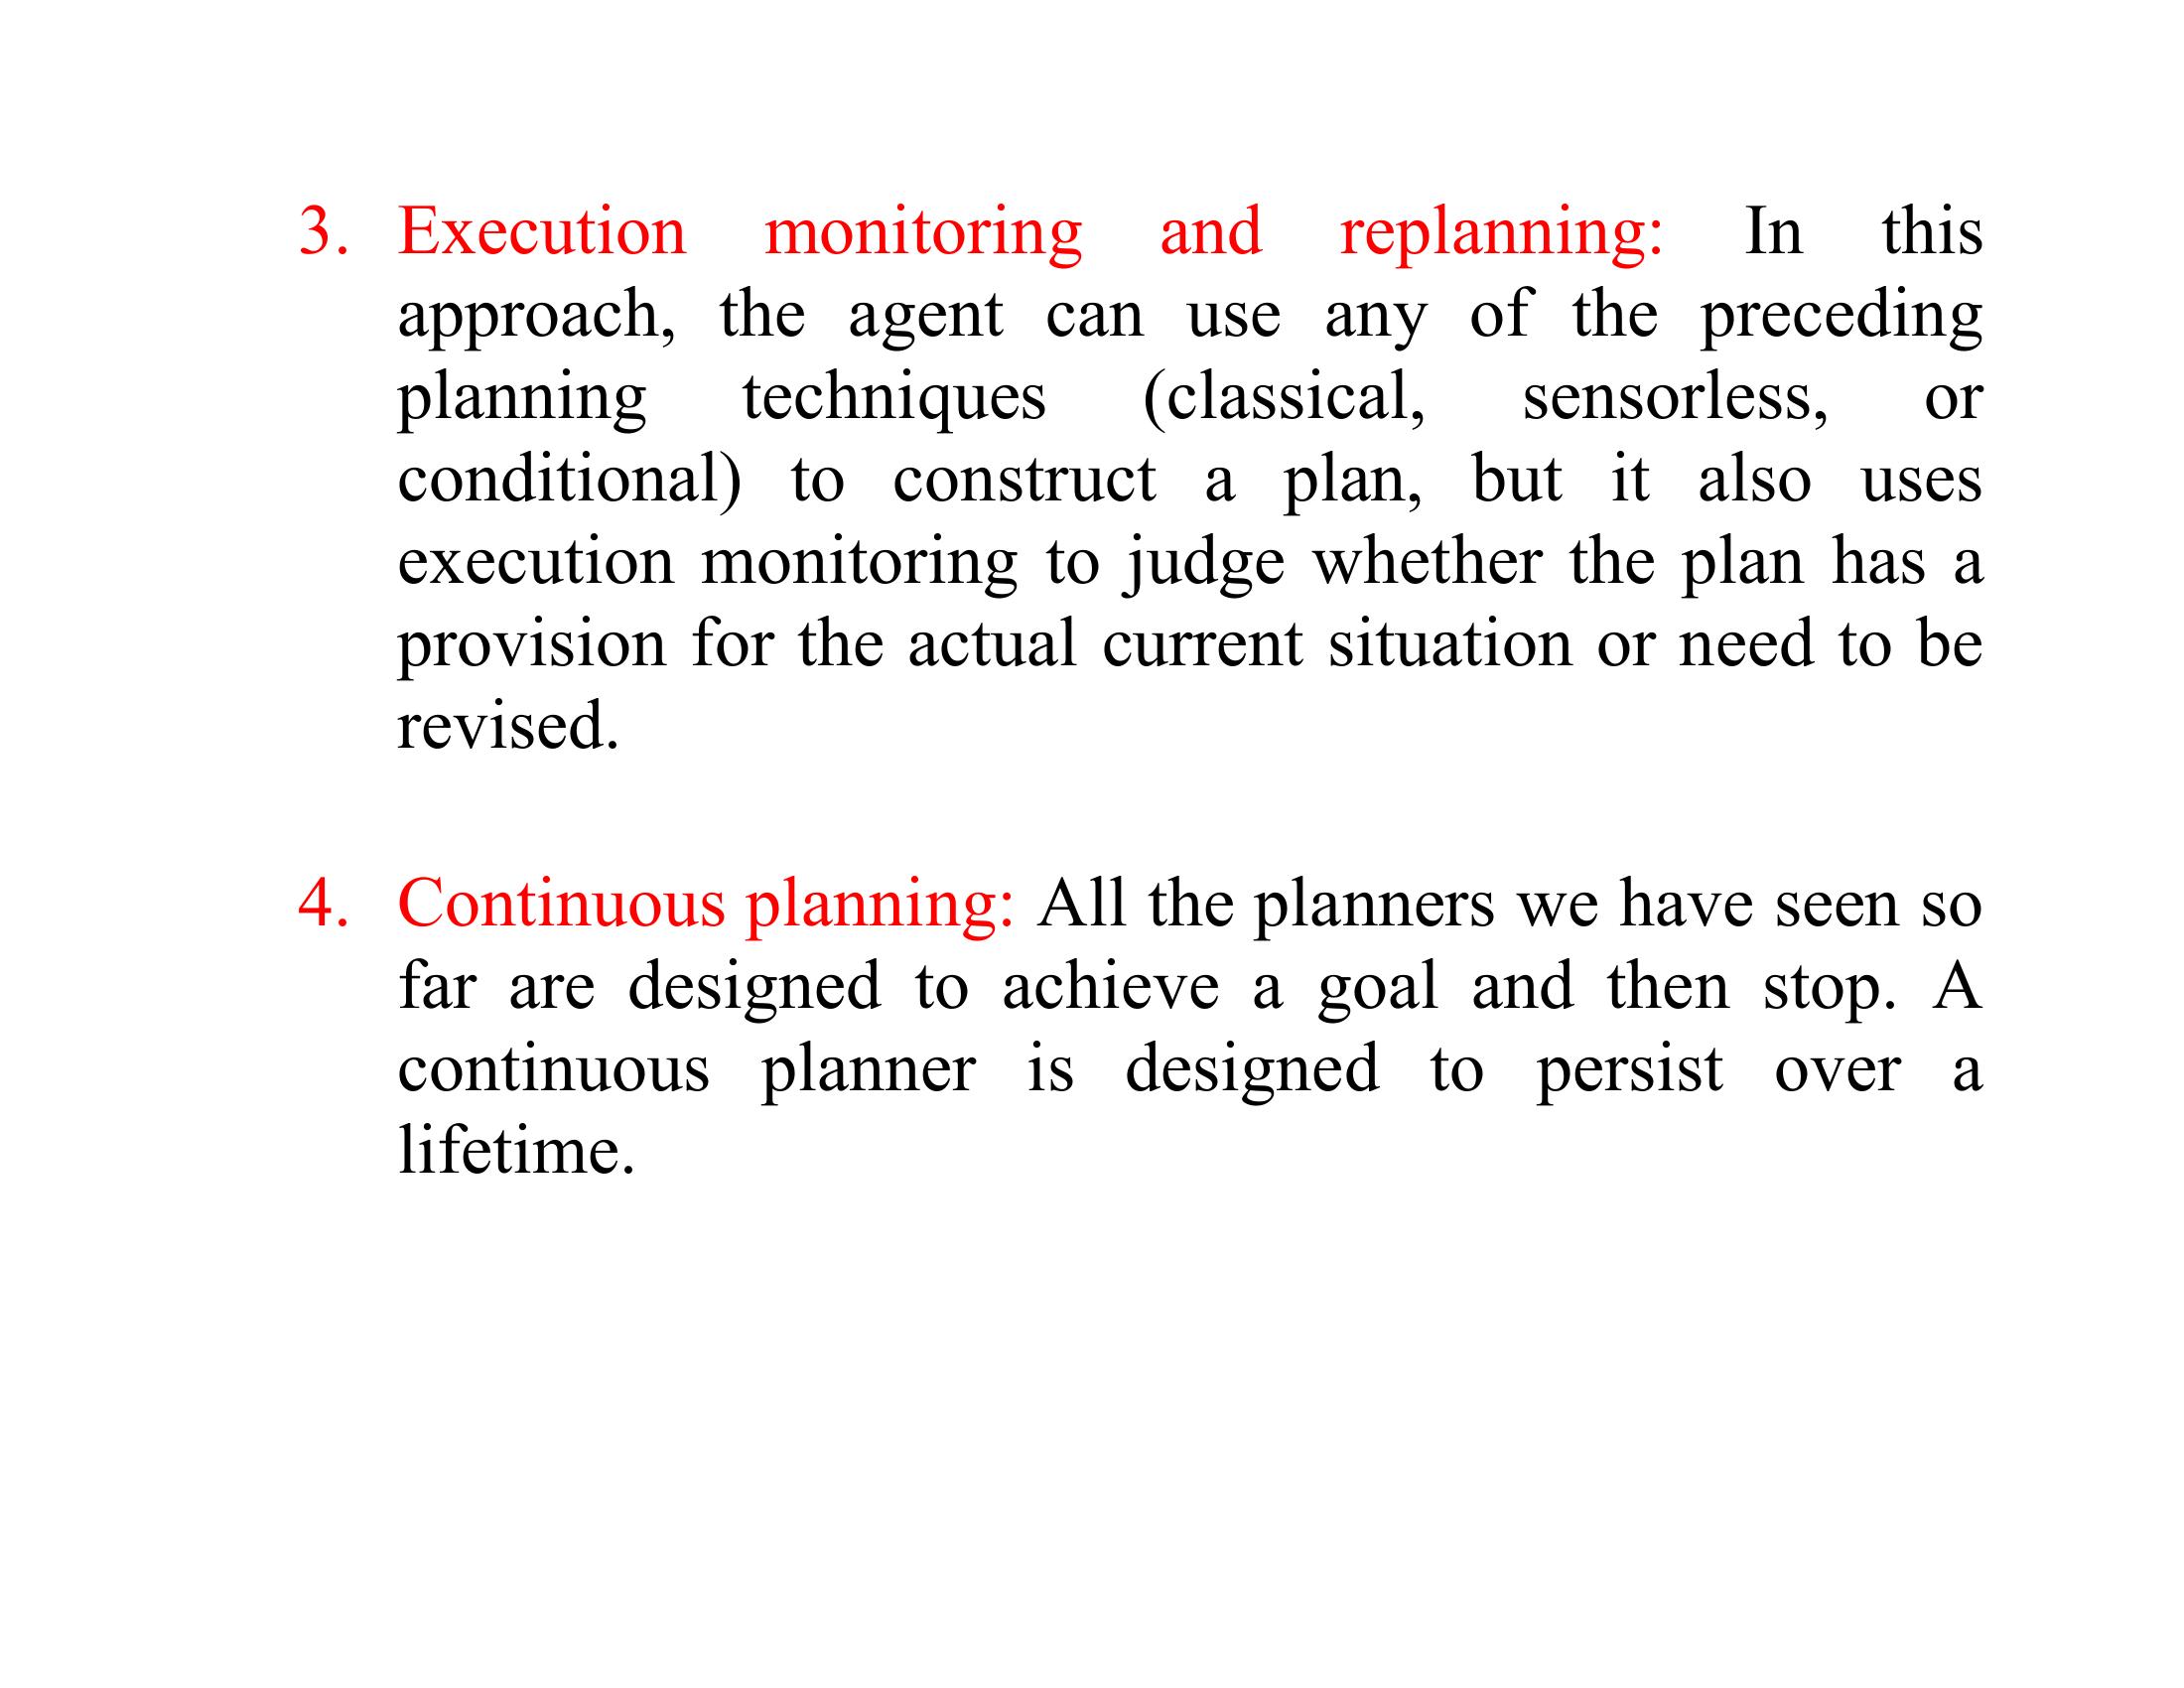 3. Execution monitoring and replanning: In this
approach, the agent can use any of the preceding
planning techniques (classical, sensorless, or
conditional) to construct a plan, but it also uses
execution monitoring to judge whether the plan has a
provision for the actual current situation or need to be
revised.
4. Continuous planning: All the planners we have seen so
far are designed to achieve a goal and then stop. A
continuous planner is designed to persist over a
lifetime.